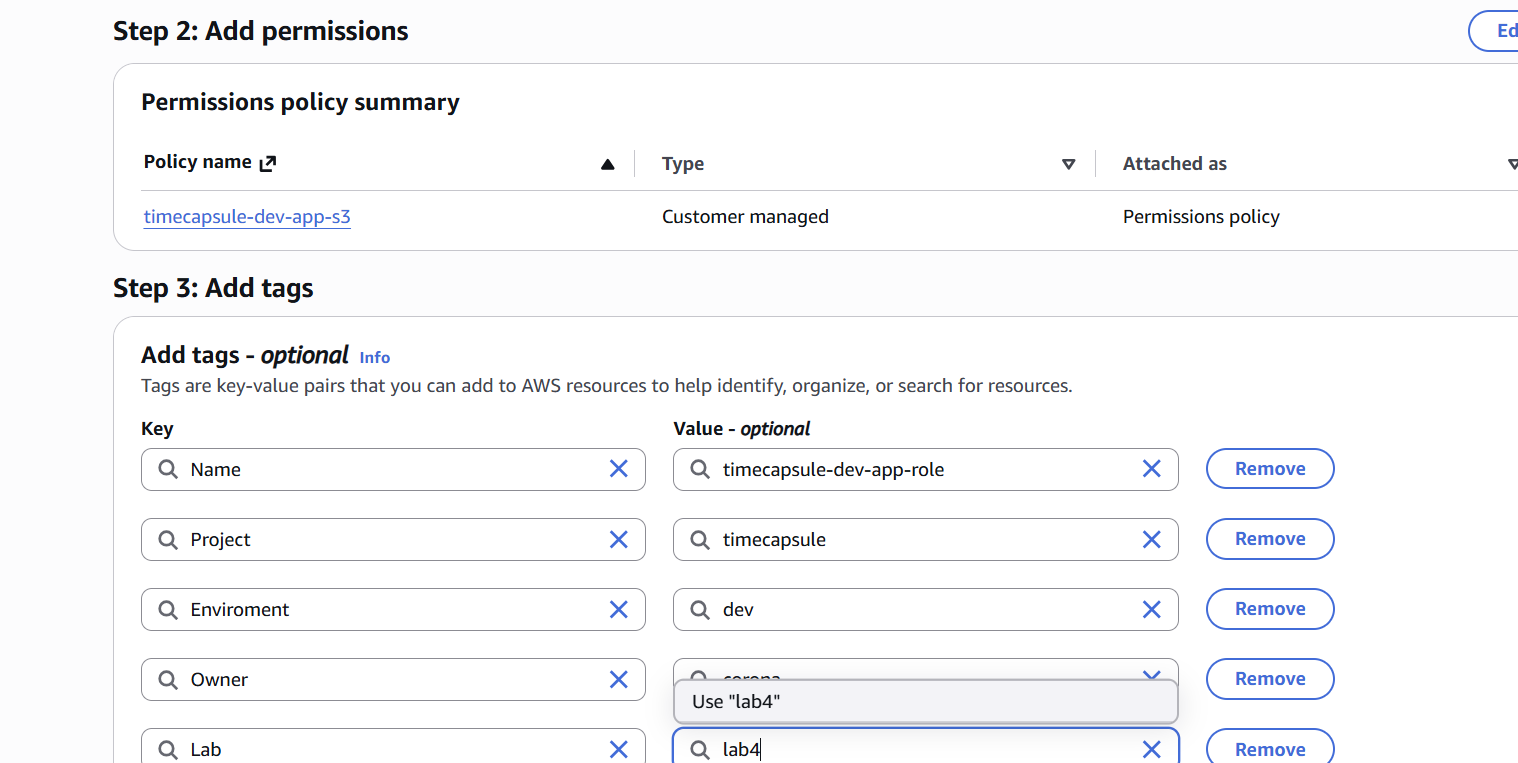 Step 2: Add permissions
Ed
Permissions policy summary
Policy name Type Attached as
timecapsule-dev-app-s3 Customer managed Permissions policy
Step 3: Add tags
Add tags - optional Info
Tags are key-value pairs that you can add to AWS resources to help identify, organize, or search for resources.
Key Value - optional
Name timecapsule-dev-app-role Remove
Project timecapsule Remove
Enviroment dev Remove
Owner corona Remove
Use "lab4"
Lab lab4 Remove